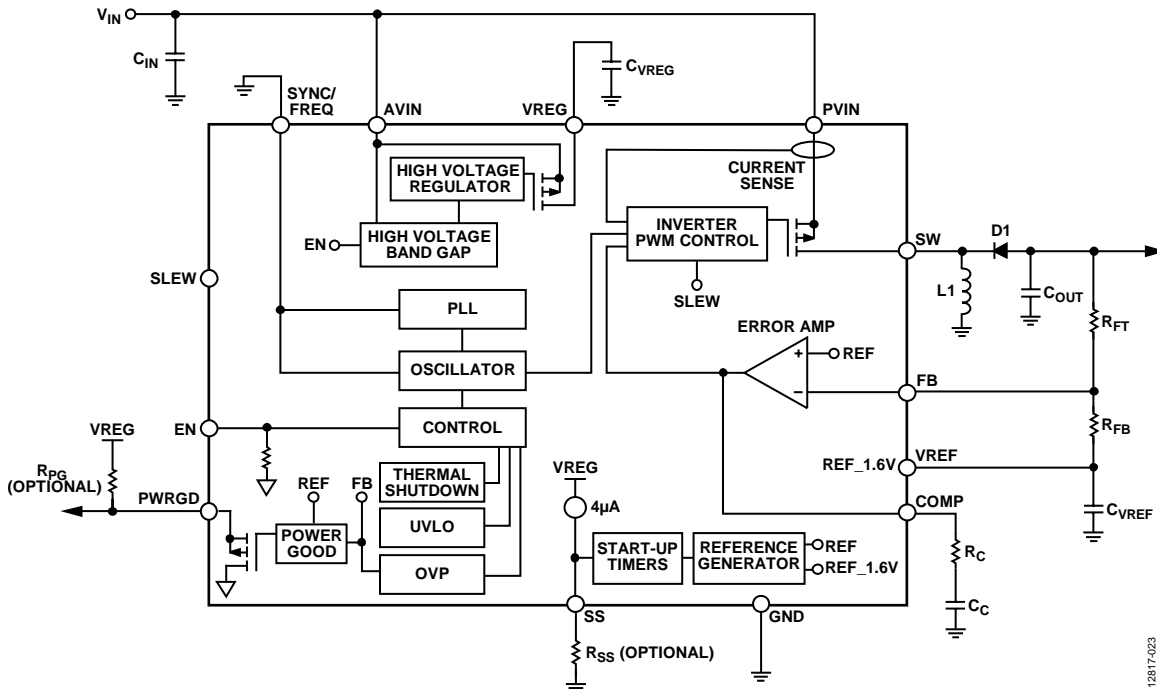 VIN
CIN
CVREG
SYNC/
FREQ
AVIN
VREG
PVIN
HIGH VOLTAGE
REGULATOR
CURRENT
SENSE
EN
HIGH VOLTAGE
BAND GAP
INVERTER
PWM CONTROL
SW
D1
SLEW
SLEW
L1
COUT
RFT
PLL
ERROR AMP
+
REF
OSCILLATOR
−
FB
EN
CONTROL
RFB
VREG
REF_1.6V
VREF
RPG
(OPTIONAL)
THERMAL
SHUTDOWN
VREG
PWRGD
REF
FB
4µA
COMP
CVREF
UVLO
POWER
GOOD
START-UP
TIMERS
REFERENCE
GENERATOR
REF
REF_1.6V
RC
OVP
SS
GND
CC
RSS (OPTIONAL)
12817-023